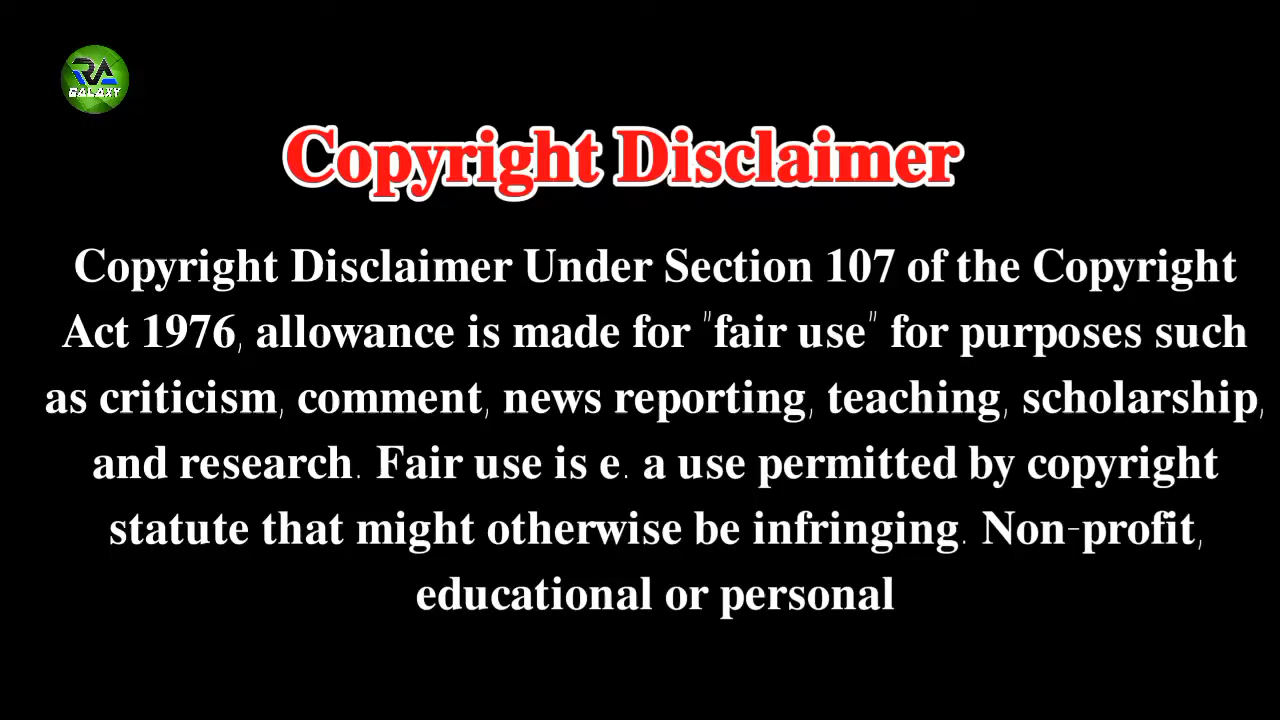 RA
GALAXY
Copyright Disclaimer
Copyright Disclaimer Under Section 107 of the Copyright
Act 1976, allowance is made for "fair use" for purposes such
as criticism, comment, news reporting, teaching, scholarship,
and research. Fair use is e. a use permitted by copyright
statute that might otherwise be infringing. Non-profit,
educational or personal